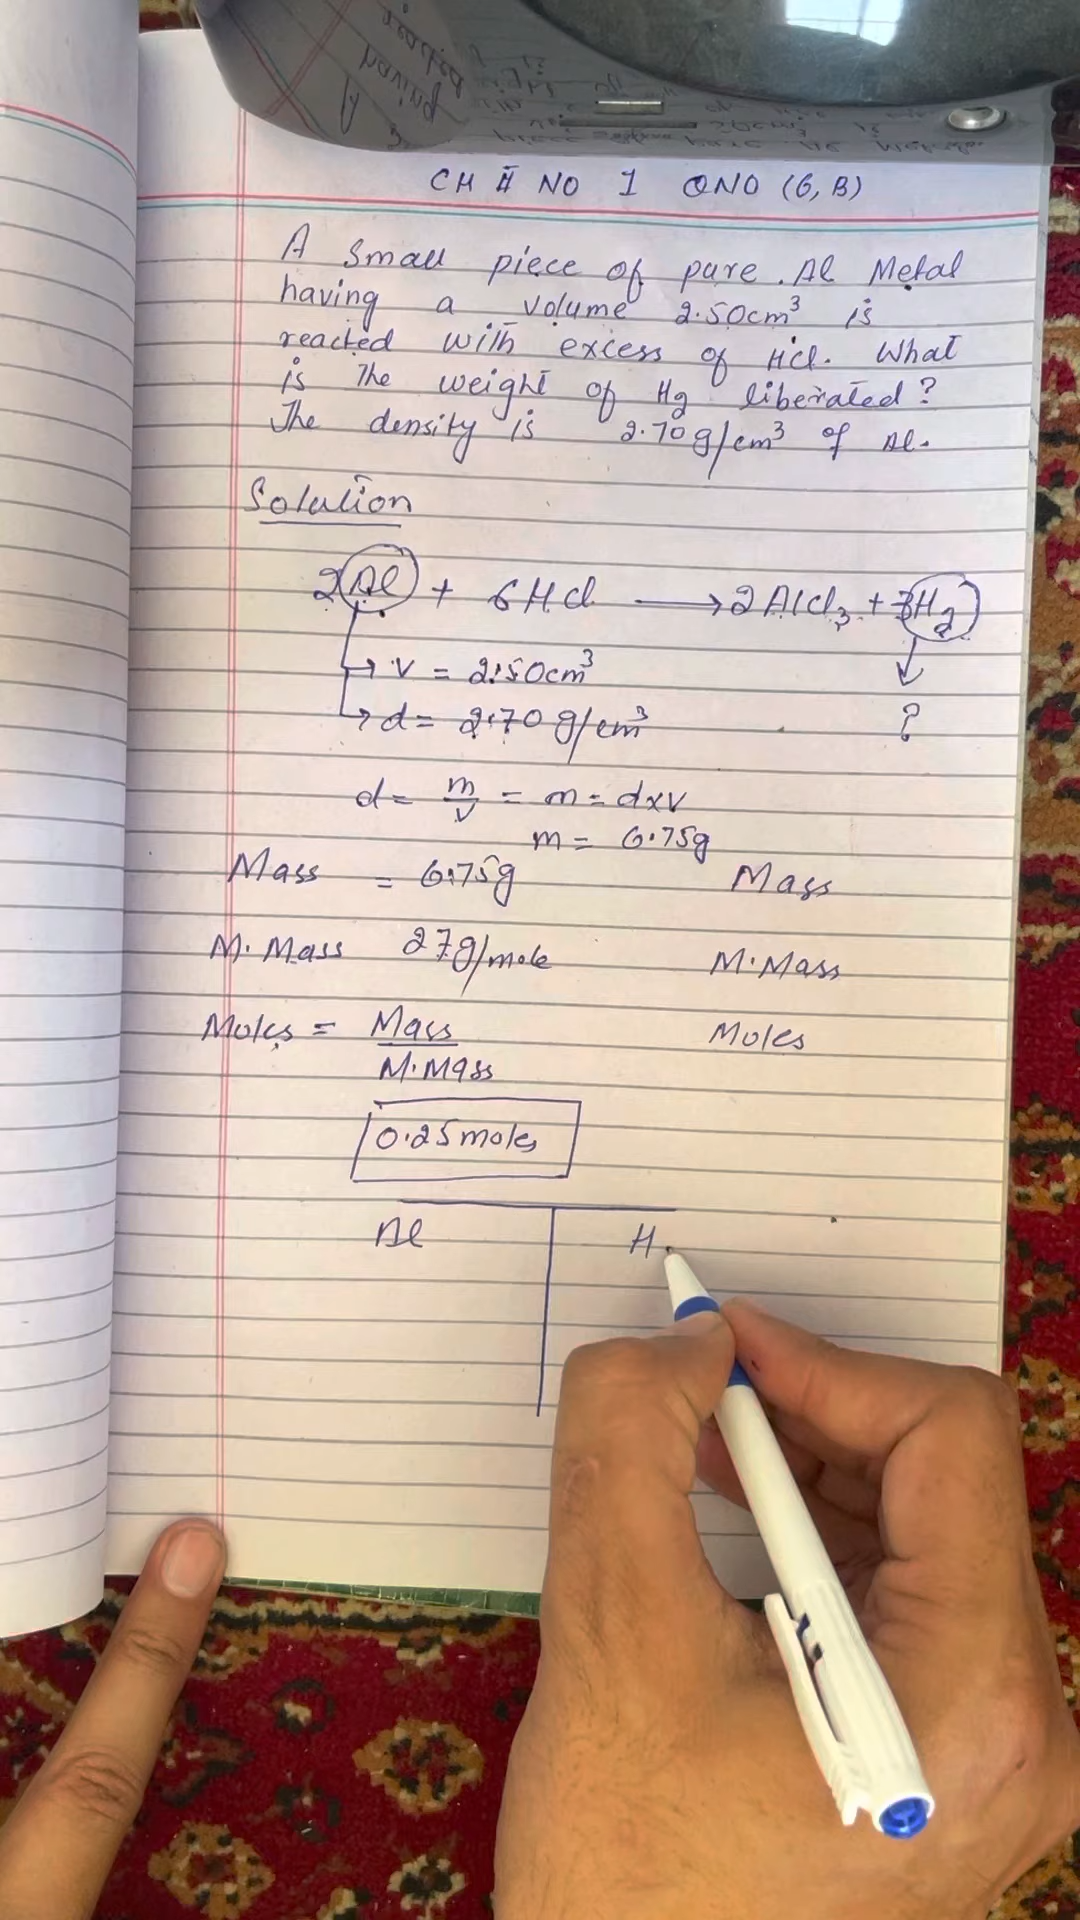 CH # NO 1 QNO (6, B)
A small piece of pure Al Metal
having a volume 2.50cm³ is
reacted with excess of HCl. What
is the weight of H2 liberated?
The density is 2.70g/cm³ of Al.
Solution
2Al + 6HCl → 2AlCl3 + 3H2
→ V = 2.50cm³
→ d = 2.70 g/cm³ ?
d = m/v = m = d×V
m = 6.75g
Mass = 6.75g Mass
M. Mass 27g/mole M. Mass
Moles = Mass Moles
M. Mass
0.25moles
Al H